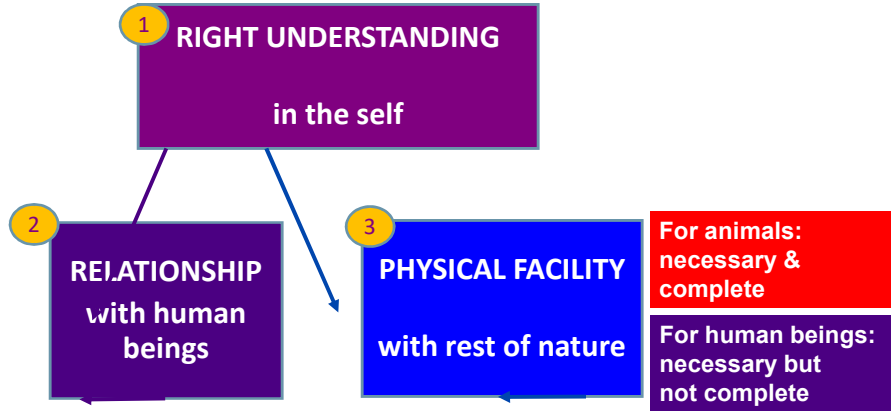 1
RIGHT UNDERSTANDING
in the self
2
RELATIONSHIP
with human
beings
3
PHYSICAL FACILITY
with rest of nature
For animals:
necessary &
complete
For human beings:
necessary but
not complete